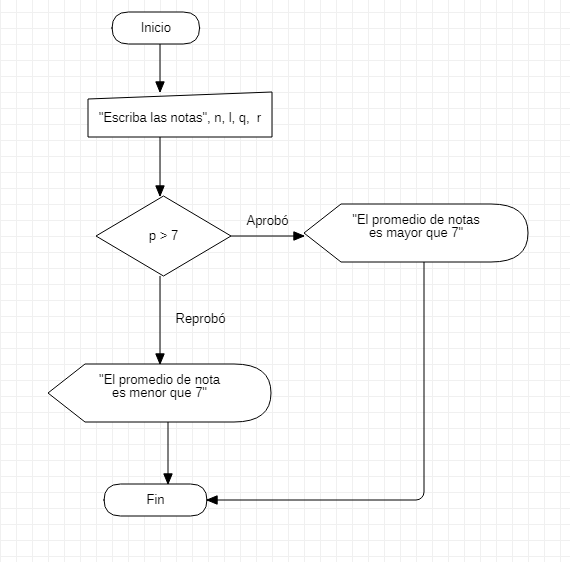 Inicio
"Escriba las notas", n, l, q, r
p > 7
Aprobó
"El promedio de notas
es mayor que 7"
Reprobó
"El promedio de nota
es menor que 7"
Fin